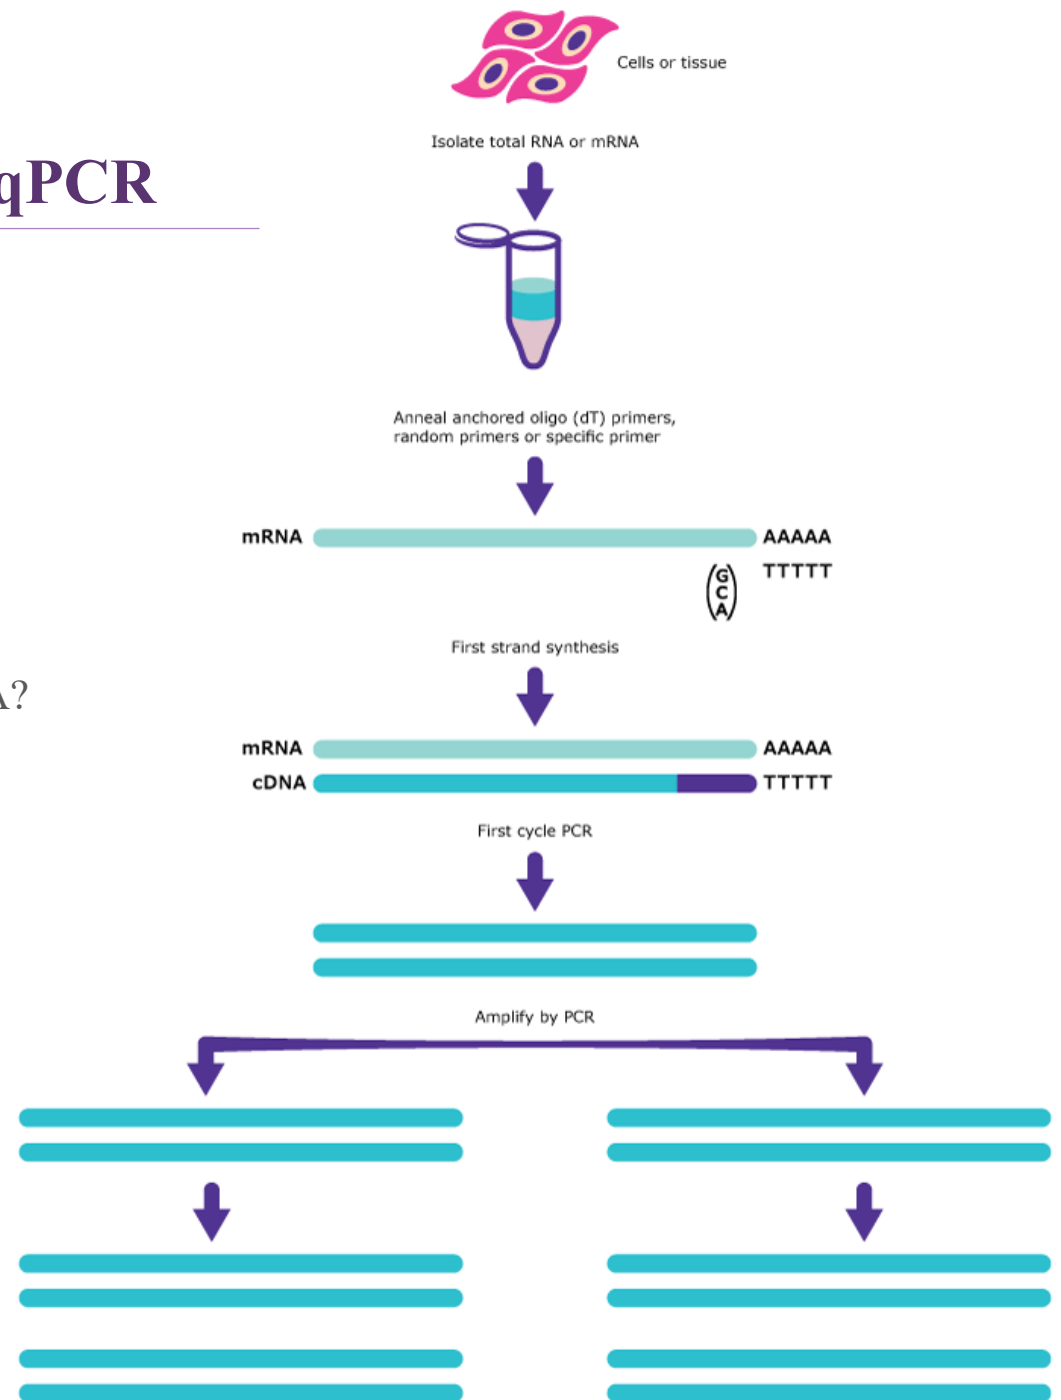 Cells or tissue
Isolate total RNA or mRNA
qPCR
Anneal anchored oligo (dT) primers,
random primers or specific primer
mRNA AAAAA
TTTTT
G
C
A
First strand synthesis
A?
mRNA AAAAA
cDNA TTTTT
First cycle PCR
Amplify by PCR